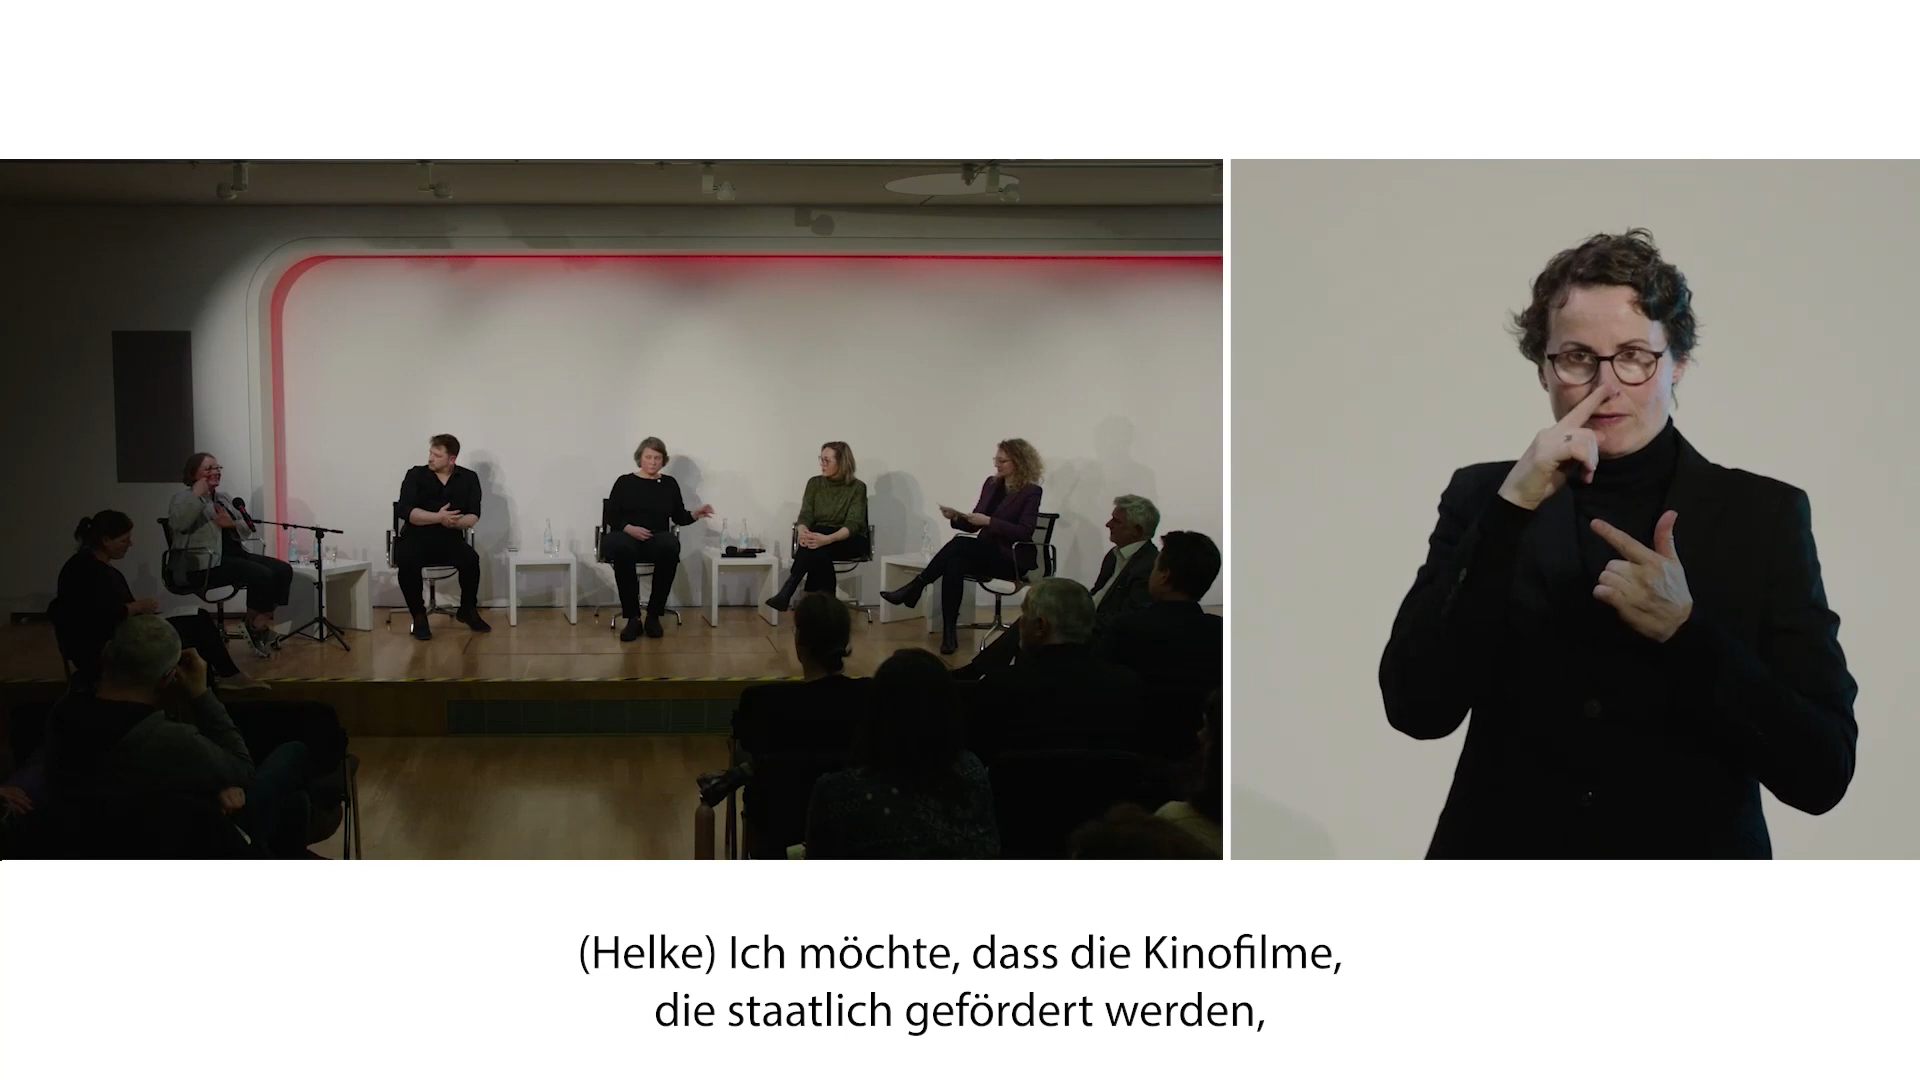 (Helke) Ich möchte, dass die Kinofilme,
die staatlich gefördert werden,